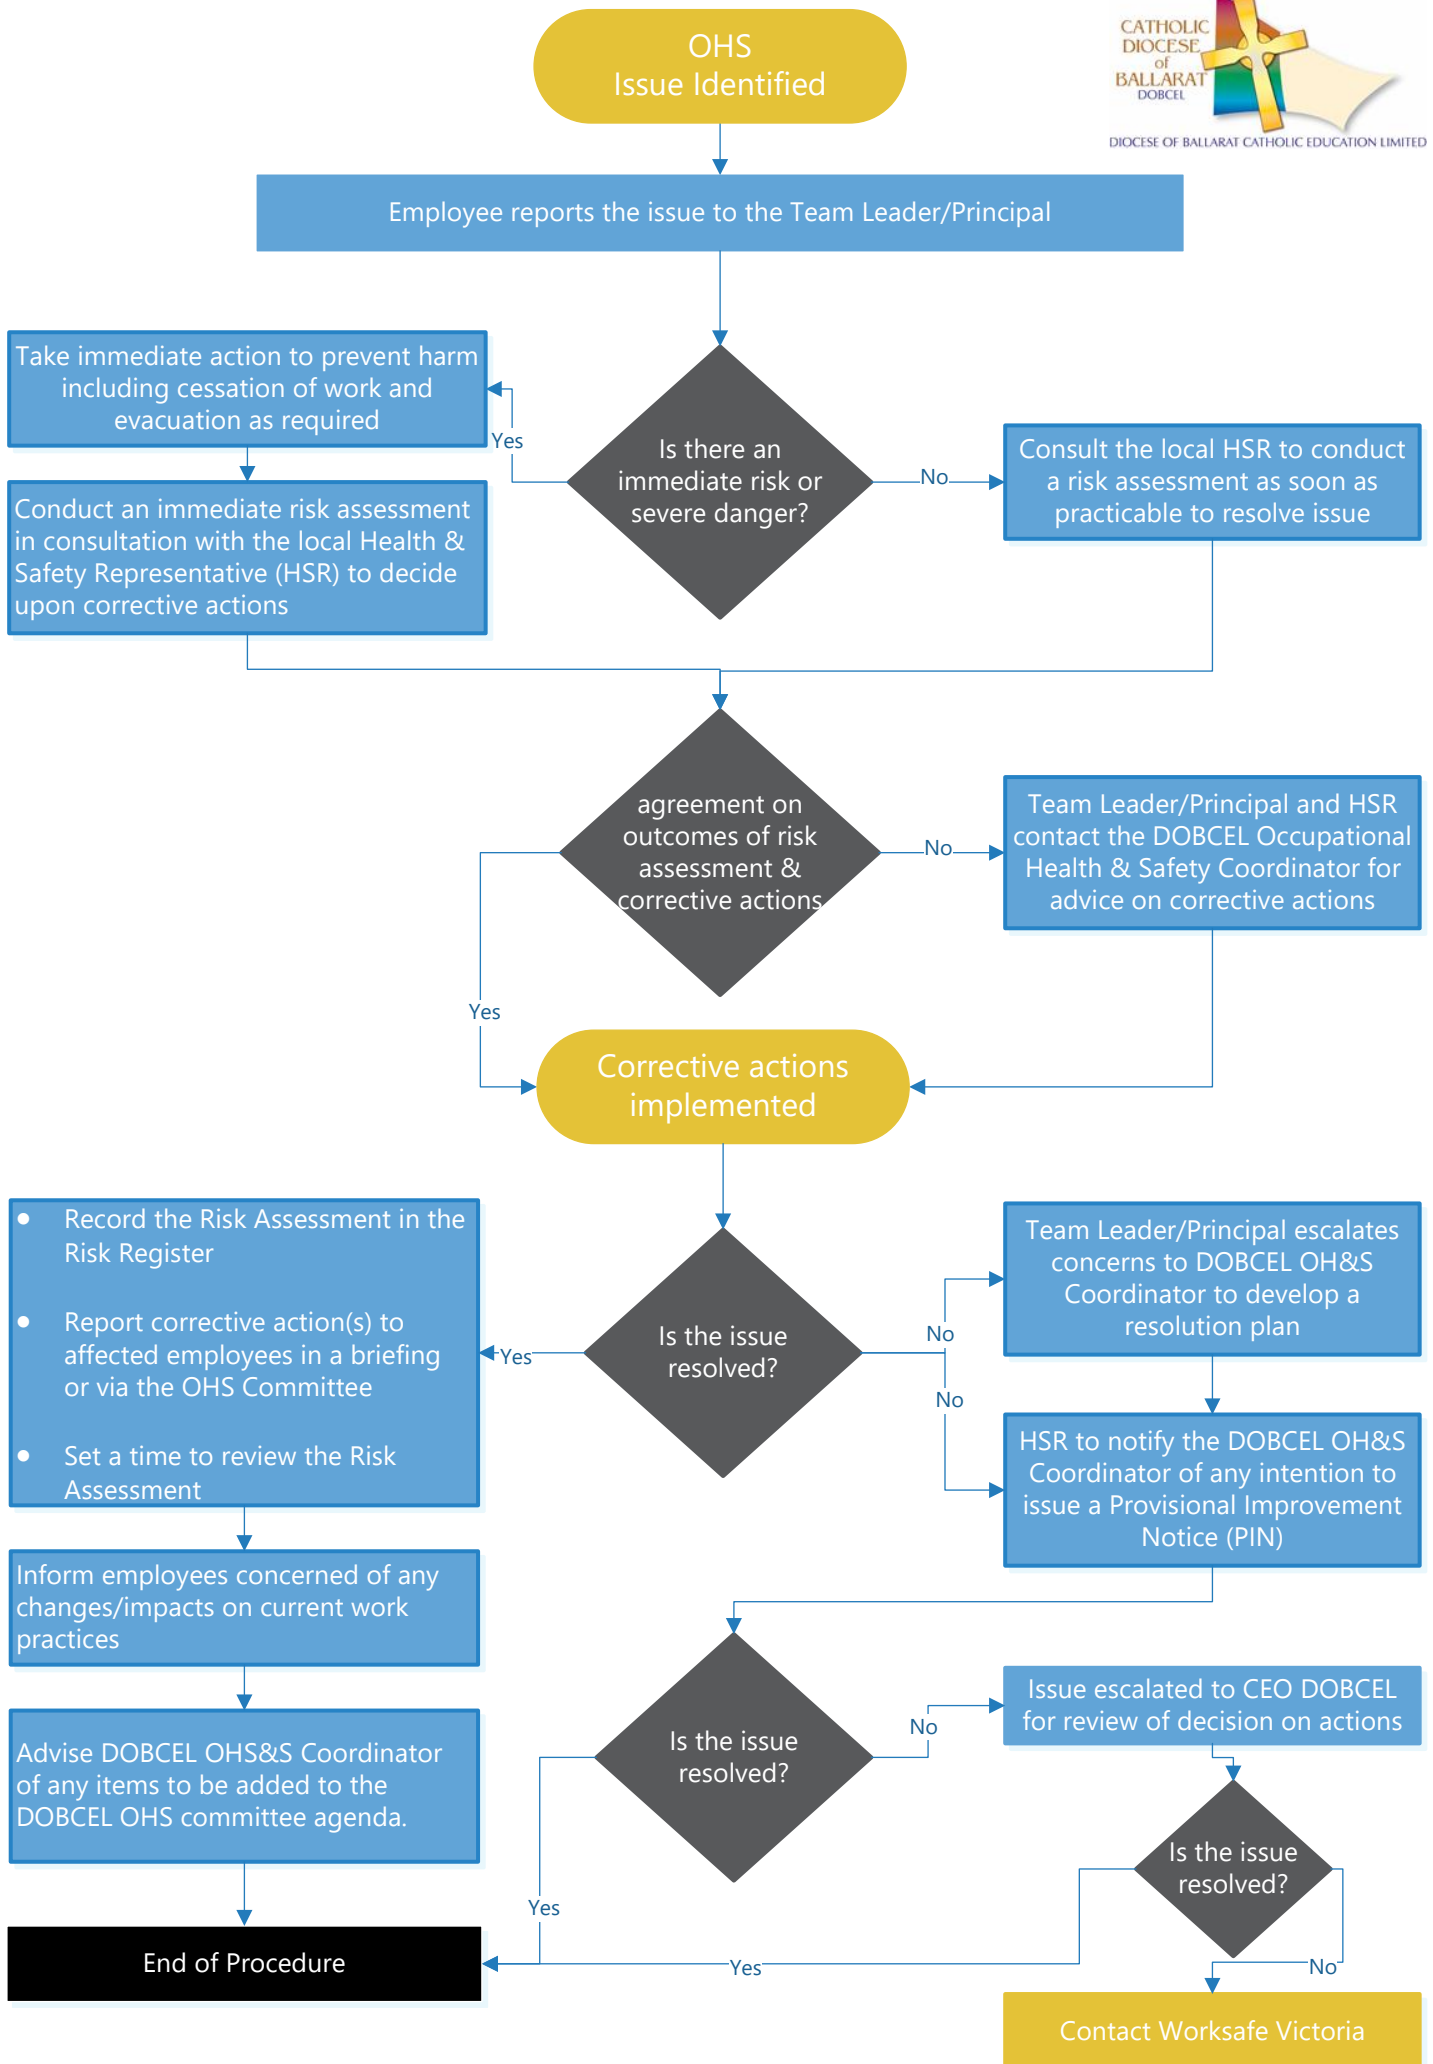 CATHOLIC
DIOCESE
of
BALLARAT
DOBCEL
DIOCESE OF BALLARAT CATHOLIC EDUCATION LIMITED
OHS
Issue Identified
Employee reports the issue to the Team Leader/Principal
Take immediate action to prevent harm
including cessation of work and
evacuation as required
Yes
Is there an
immediate risk or
severe danger?
No
Consult the local HSR to conduct
a risk assessment as soon as
practicable to resolve issue
Conduct an immediate risk assessment
in consultation with the local Health &
Safety Representative (HSR) to decide
upon corrective actions
agreement on
outcomes of risk
assessment &
corrective actions
No
Team Leader/Principal and HSR
contact the DOBCEL Occupational
Health & Safety Coordinator for
advice on corrective actions
Yes
Corrective actions
implemented
• Record the Risk Assessment in the
Risk Register
• Report corrective action(s) to
affected employees in a briefing
or via the OHS Committee
• Set a time to review the Risk
Assessment
Yes
Is the issue
resolved?
No
No
Team Leader/Principal escalates
concerns to DOBCEL OH&S
Coordinator to develop a
resolution plan
HSR to notify the DOBCEL OH&S
Coordinator of any intention to
issue a Provisional Improvement
Notice (PIN)
Inform employees concerned of any
changes/impacts on current work
practices
Advise DOBCEL OHS&S Coordinator
of any items to be added to the
DOBCEL OHS committee agenda.
Is the issue
resolved?
No
Issue escalated to CEO DOBCEL
for review of decision on actions
Yes
Is the issue
resolved?
End of Procedure
Yes
No
Contact Worksafe Victoria